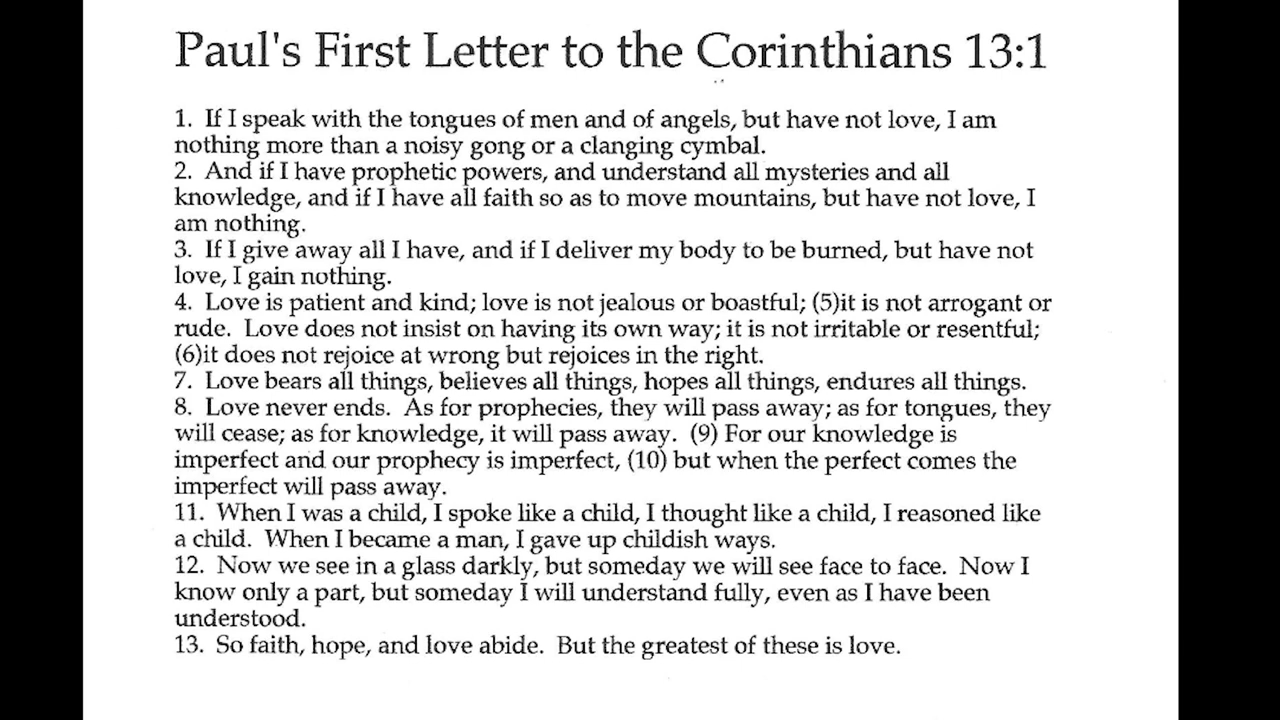 Paul's First Letter to the Corinthians 13:1
1.  If I speak with the tongues of men and of angels, but have not love, I am
nothing more than a noisy gong or a clanging cymbal.
2.  And if I have prophetic powers, and understand all mysteries and all
knowledge, and if I have all faith so as to move mountains, but have not love, I
am nothing.
3.  If I give away all I have, and if I deliver my body to be burned, but have not
love, I gain nothing.
4.  Love is patient and kind; love is not jealous or boastful; (5)it is not arrogant or
rude.  Love does not insist on having its own way; it is not irritable or resentful;
(6)it does not rejoice at wrong but rejoices in the right.
7.  Love bears all things, believes all things, hopes all things, endures all things.
8.  Love never ends.  As for prophecies, they will pass away; as for tongues, they
will cease; as for knowledge, it will pass away.  (9) For our knowledge is
imperfect and our prophecy is imperfect, (10) but when the perfect comes the
imperfect will pass away.
11.  When I was a child, I spoke like a child, I thought like a child, I reasoned like
a child.  When I became a man, I gave up childish ways.
12.  Now we see in a glass darkly, but someday we will see face to face.  Now I
know only a part, but someday I will understand fully, even as I have been
understood.
13.  So faith, hope, and love abide.  But the greatest of these is love.